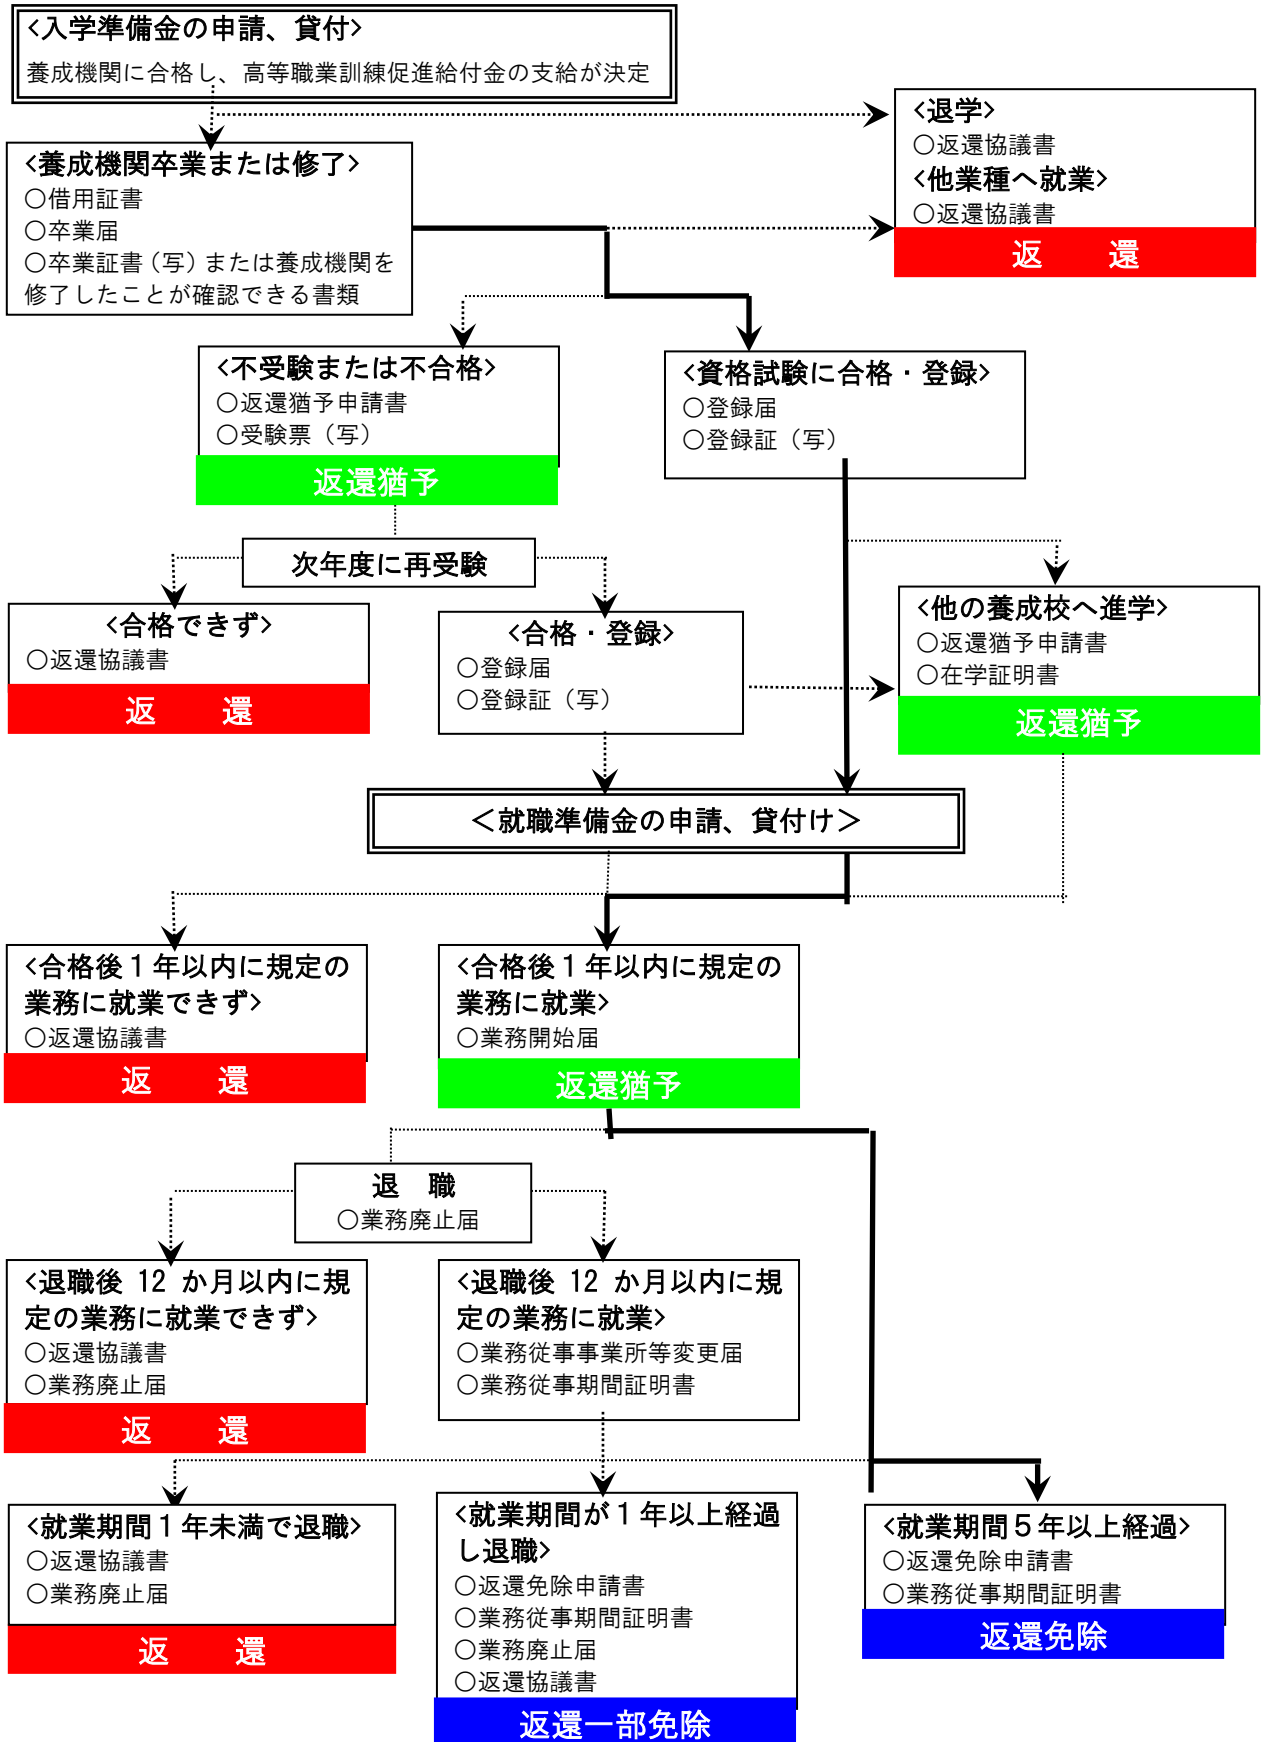 <入学準備金の申請、貸付>
養成機関に合格し、高等職業訓練促進給付金の支給が決定
<退学>
○返還協議書
<他業種へ就業>
○返還協議書
返　　還
<養成機関卒業または修了>
○借用証書
○卒業届
○卒業証書（写）または養成機関を
修了したことが確認できる書類
<不受験または不合格>
○返還猶予申請書
○受験票（写）
返還猶予
<資格試験に合格・登録>
○登録届
○登録証（写）
次年度に再受験
<合格できず>
○返還協議書
返　　還
<合格・登録>
○登録届
○登録証（写）
<他の養成校へ進学>
○返還猶予申請書
○在学証明書
返還猶予
＜就職準備金の申請、貸付け＞
<合格後１年以内に規定の
業務に就業できず>
○返還協議書
返　　還
<合格後１年以内に規定の
業務に就業>
○業務開始届
返還猶予
退　職
○業務廃止届
<退職後 12 か月以内に規
定の業務に就業できず>
○返還協議書
○業務廃止届
返　　還
<退職後 12 か月以内に規
定の業務に就業>
○業務従事事業所等変更届
○業務従事期間証明書
<就業期間１年未満で退職>
○返還協議書
○業務廃止届
返　　還
<就業期間が１年以上経過
し退職>
○返還免除申請書
○業務従事期間証明書
○業務廃止届
○返還協議書
返還一部免除
<就業期間５年以上経過>
○返還免除申請書
○業務従事期間証明書
返還免除